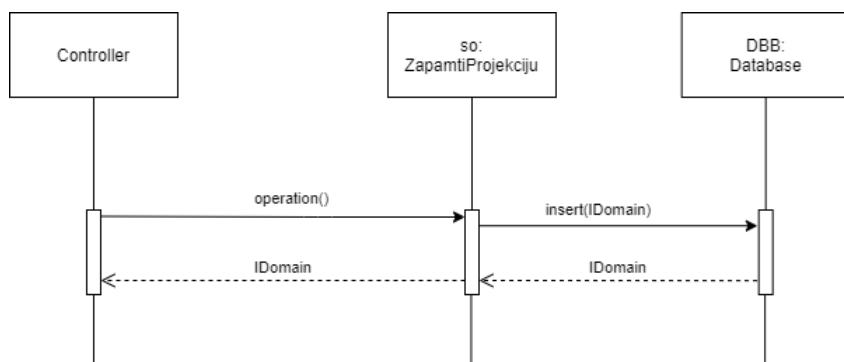 Controller
so:
ZapamtiProjekciju
DBB:
Database
operation()
insert(IDomain)
IDomain
IDomain